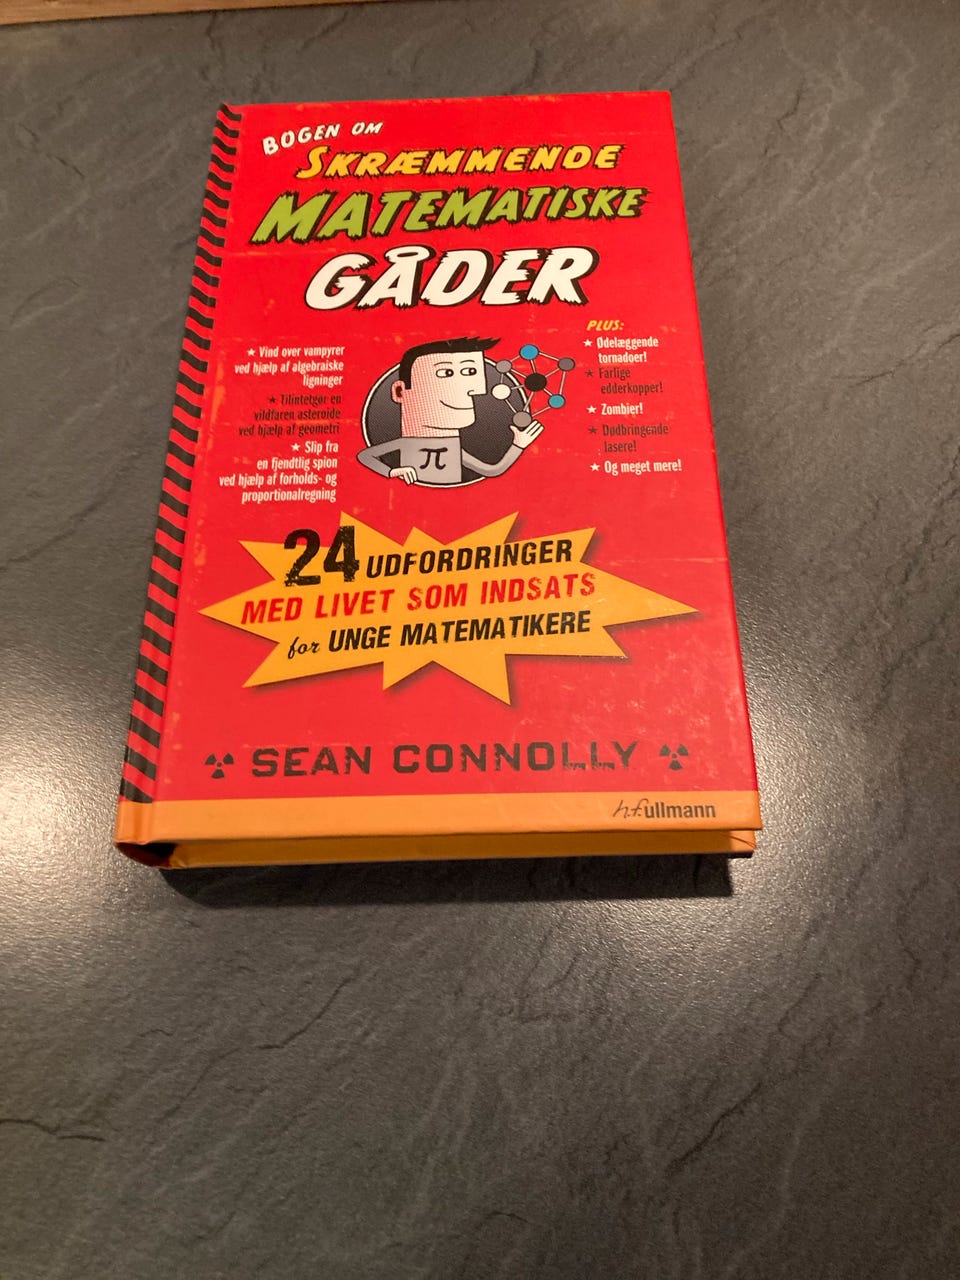 BOGEN OM
SKRÆMMENDE
MATEMATISKE
GÅDER
★ Vind over vampyrer
ved hjælp af algebraiske
ligninger
★ Tilintetgør en
vildfaren asteroide
ved hjælp af geometri
★ Slip fra
en fjendtlig spion
ved hjælp af forholds- og
proportionalregning
π
PLUS:
★ Ødelæggende
tornadoer!
★ Farlige
edderkopper!
★ Zombier!
★ Dødbringende
lasere!
★ Og meget mere!
24 UDFORDRINGER
MED LIVET SOM INDSATS
for UNGE MATEMATIKERE
SEAN CONNOLLY
h.f.ullmann